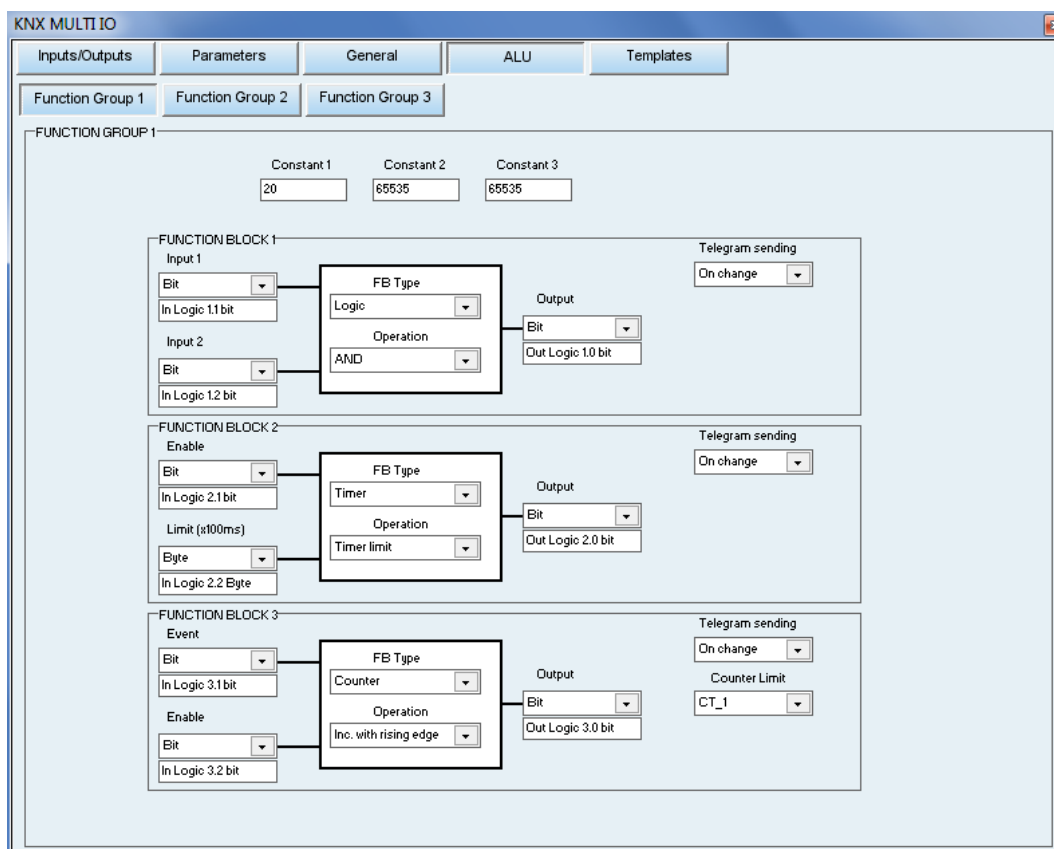 KNX MULTI IO
Inputs/Outputs Parameters General ALU Templates
Function Group 1 Function Group 2 Function Group 3
FUNCTION GROUP 1
Constant 1 Constant 2 Constant 3
20 65535 65535
FUNCTION BLOCK 1
Input 1
Bit
In Logic 1.1 bit
Input 2
Bit
In Logic 1.2 bit
FB Type
Logic
Operation
AND
Output
Bit
Out Logic 1.0 bit
Telegram sending
On change
FUNCTION BLOCK 2
Enable
Bit
In Logic 2.1 bit
Limit (x100ms)
Byte
In Logic 2.2 Byte
FB Type
Timer
Operation
Timer limit
Output
Bit
Out Logic 2.0 bit
Telegram sending
On change
FUNCTION BLOCK 3
Event
Bit
In Logic 3.1 bit
Enable
Bit
In Logic 3.2 bit
FB Type
Counter
Operation
Inc. with rising edge
Output
Bit
Out Logic 3.0 bit
Telegram sending
On change
Counter Limit
CT_1